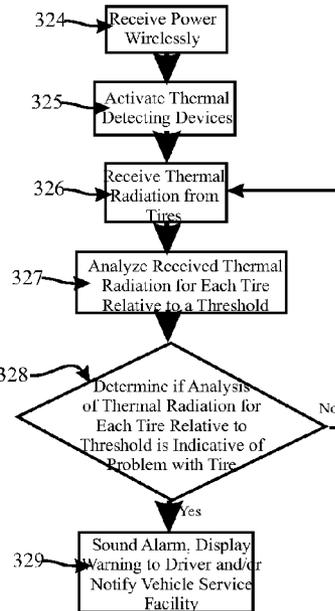 324
Receive Power
Wirelessly
325
Activate Thermal
Detecting Devices
326
Receive Thermal
Radiation from
Tires
327
Analyze Received Thermal
Radiation for Each Tire
Relative to a Threshold
328
Determine if Analysis
of Thermal Radiation for
Each Tire Relative to
Threshold is Indicative of
Problem with Tire
No
Yes
329
Sound Alarm, Display
Warning to Driver and/or
Notify Vehicle Service
Facility